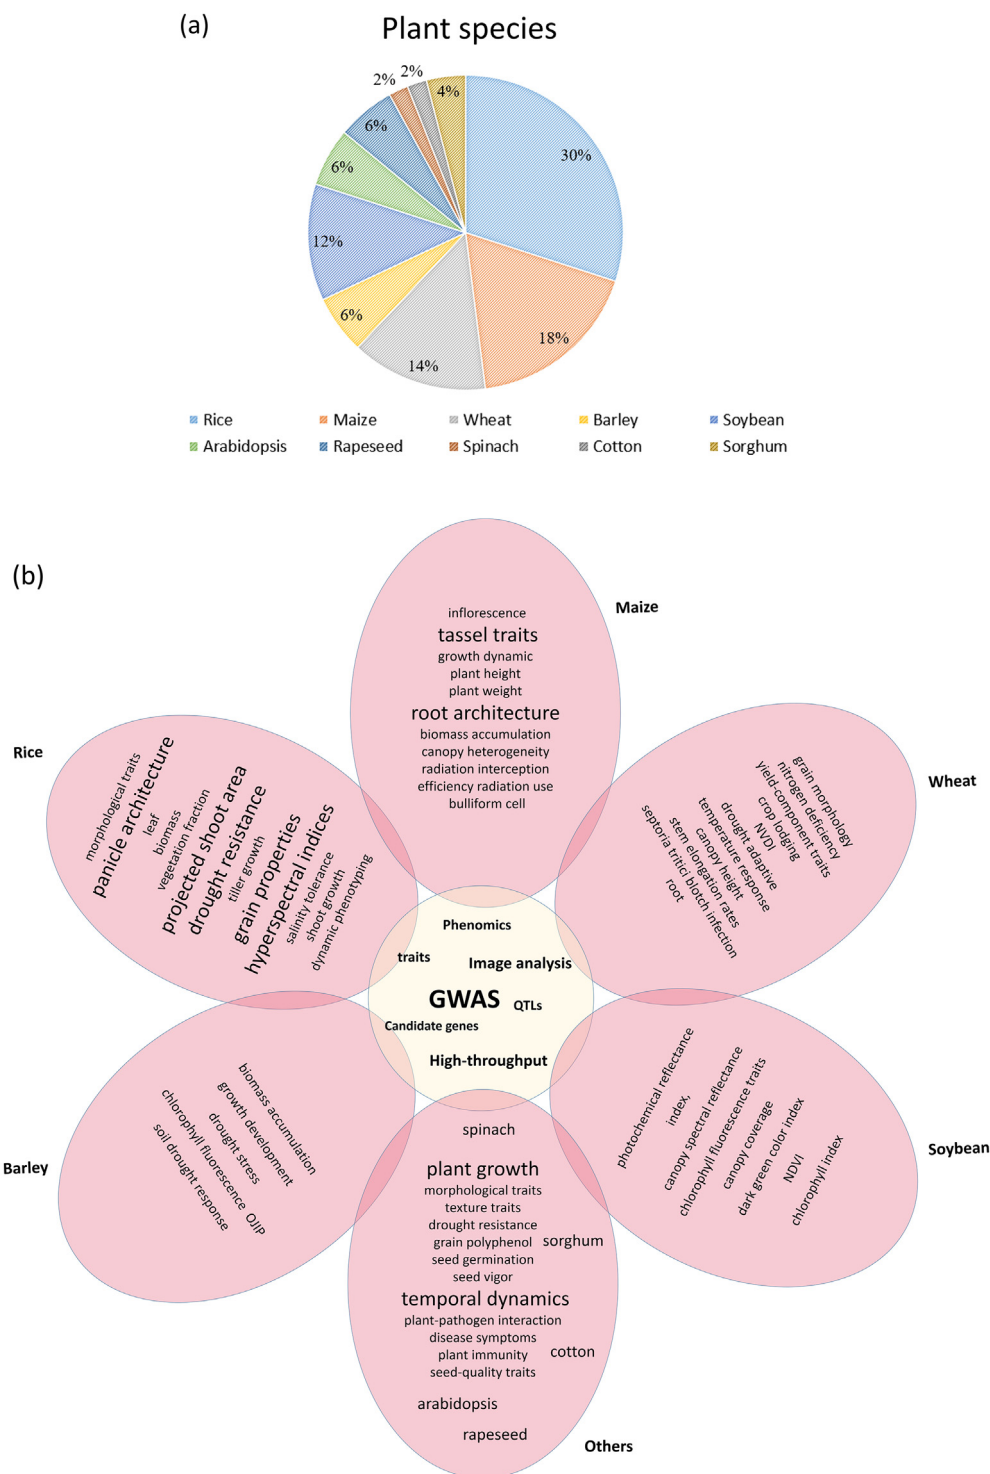 (a)
Plant species
2%
2%
4%
6%
30%
6%
12%
6%
18%
14%
Rice
Maize
Wheat
Barley
Soybean
Arabidopsis
Rapeseed
Spinach
Cotton
Sorghum
(b)
Maize
inflorescence
tassel traits
growth dynamic
plant height
plant weight
root architecture
biomass accumulation
canopy heterogeneity
radiation interception
efficiency radiation use
bulliform cell
Rice
morphological traits
panicle architecture
leaf
biomass
vegetation fraction
projected shoot area
drought resistance
tiller growth
grain properties
hyperspectral indices
salinity tolerance
shoot growth
dynamic phenotyping
Wheat
grain morphology
nitrogen deficiency
yield-component traits
crop lodging
NVDI
drought adaptive
temperature response
canopy height
stem elongation rates
septoria tritici blotch infection
root
Phenomics
traits
Image analysis
GWAS
QTLs
Candidate genes
High-throughput
Barley
biomass accumulation
growth development
drought stress
chlorophyll fluorescence OJIP
soil drought response
Soybean
photochemical reflectance
index,
canopy spectral reflectance
chlorophyll fluorescence traits
canopy coverage
dark green color index
NDVI
chlorophyll index
spinach
plant growth
morphological traits
texture traits
drought resistance
grain polyphenol
sorghum
seed germination
seed vigor
temporal dynamics
plant-pathogen interaction
disease symptoms
plant immunity
cotton
seed-quality traits
arabidopsis
rapeseed
Others